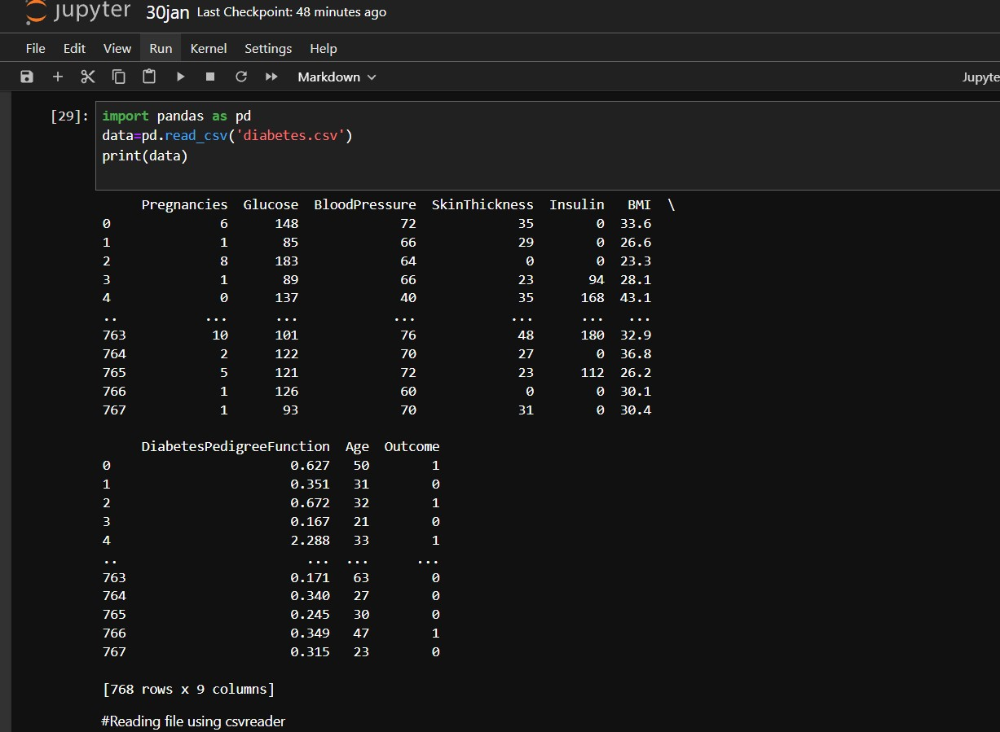 jupyter 30jan Last Checkpoint: 48 minutes ago
File Edit View Run Kernel Settings Help
Markdown Jupyte
[29]: import pandas as pd
data=pd.read_csv('diabetes.csv')
print(data)
Pregnancies Glucose BloodPressure SkinThickness Insulin BMI \
0 6 148 72 35 0 33.6
1 1 85 66 29 0 26.6
2 8 183 64 0 0 23.3
3 1 89 66 23 94 28.1
4 0 137 40 35 168 43.1
.. ... ... ... ... ... ...
763 10 101 76 48 180 32.9
764 2 122 70 27 0 36.8
765 5 121 72 23 112 26.2
766 1 126 60 0 0 30.1
767 1 93 70 31 0 30.4
DiabetesPedigreeFunction Age Outcome
0 0.627 50 1
1 0.351 31 0
2 0.672 32 1
3 0.167 21 0
4 2.288 33 1
.. ... ... ...
763 0.171 63 0
764 0.340 27 0
765 0.245 30 0
766 0.349 47 1
767 0.315 23 0
[768 rows x 9 columns]
#Reading file using csvreader